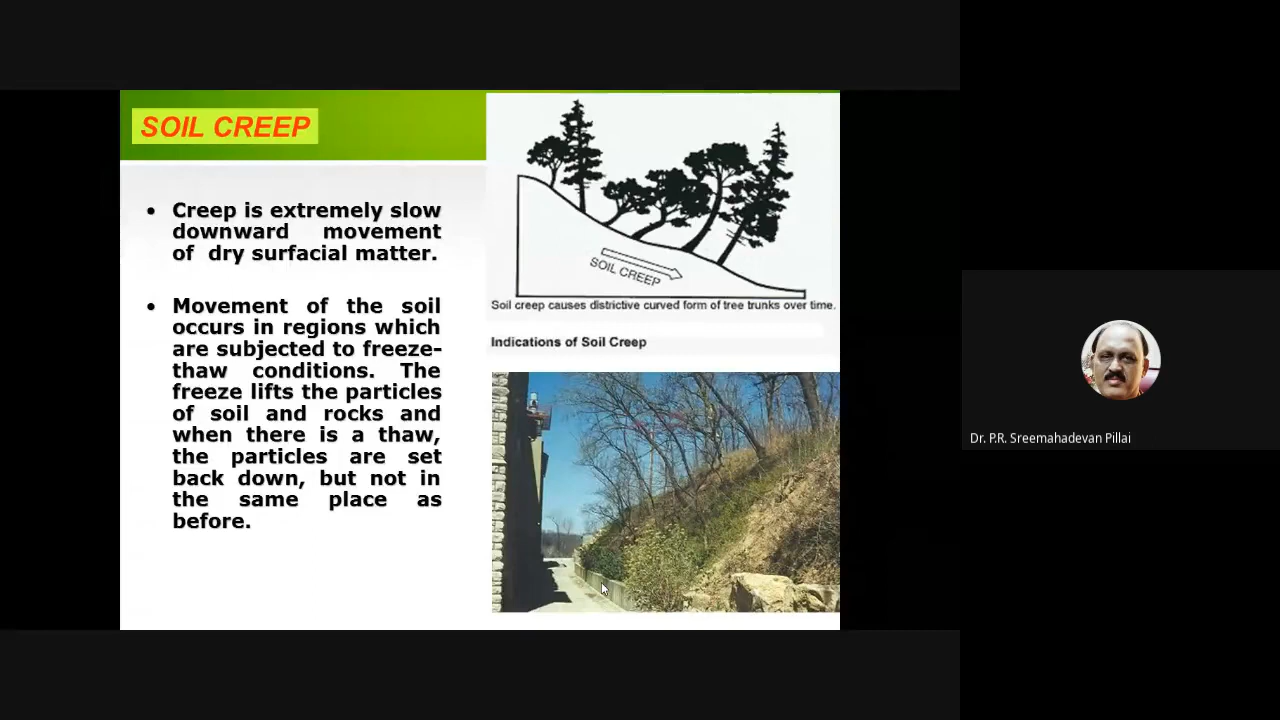 SOIL CREEP
• Creep is extremely slow
downward movement
of dry surfacial matter.
• Movement of the soil
occurs in regions which
are subjected to freeze-
thaw conditions. The
freeze lifts the particles
of soil and rocks and
when there is a thaw,
the particles are set
back down, but not in
the same place as
before.
SOIL CREEP
Soil creep causes districtive curved form of tree trunks over time.
Indications of Soil Creep
Dr. P.R. Sreemahadevan Pillai